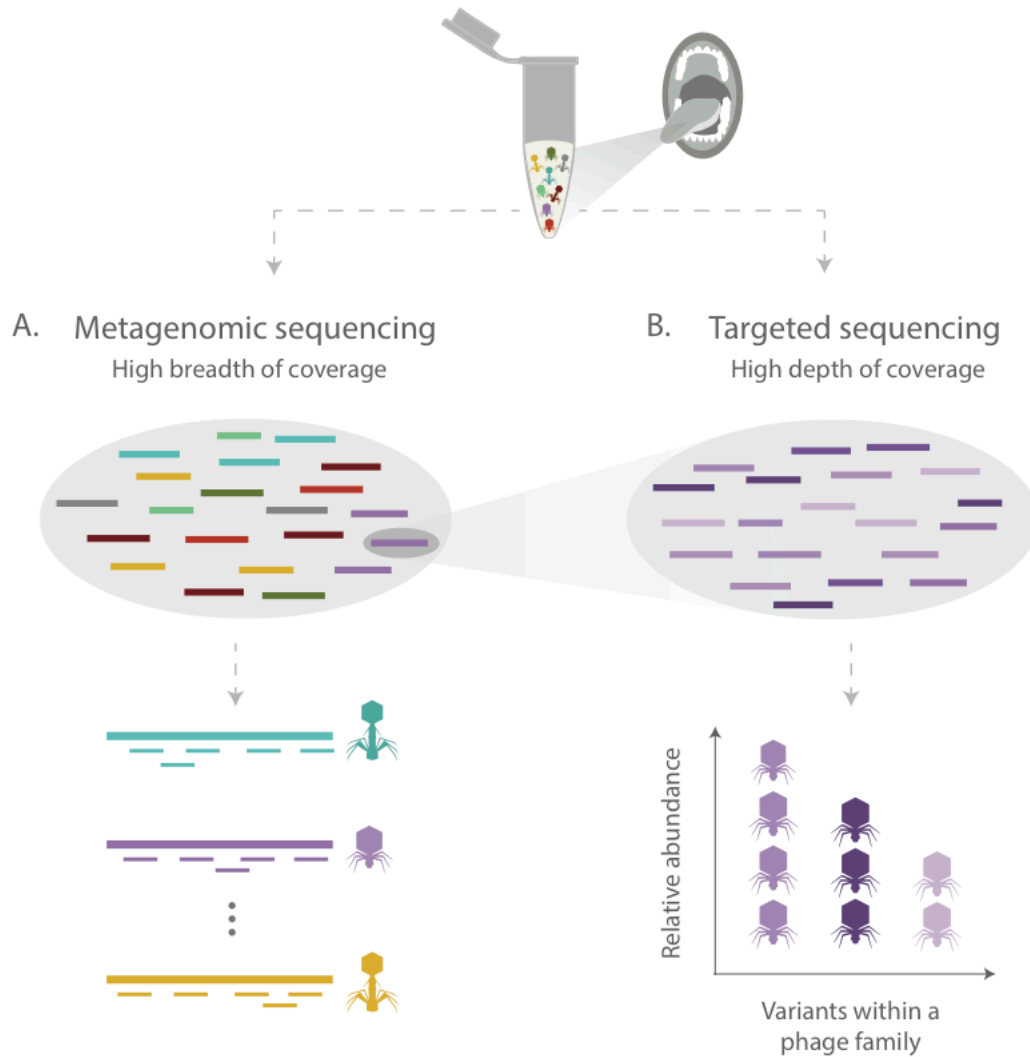 A. Metagenomic sequencing
High breadth of coverage
B. Targeted sequencing
High depth of coverage
Relative abundance
Variants within a
phage family